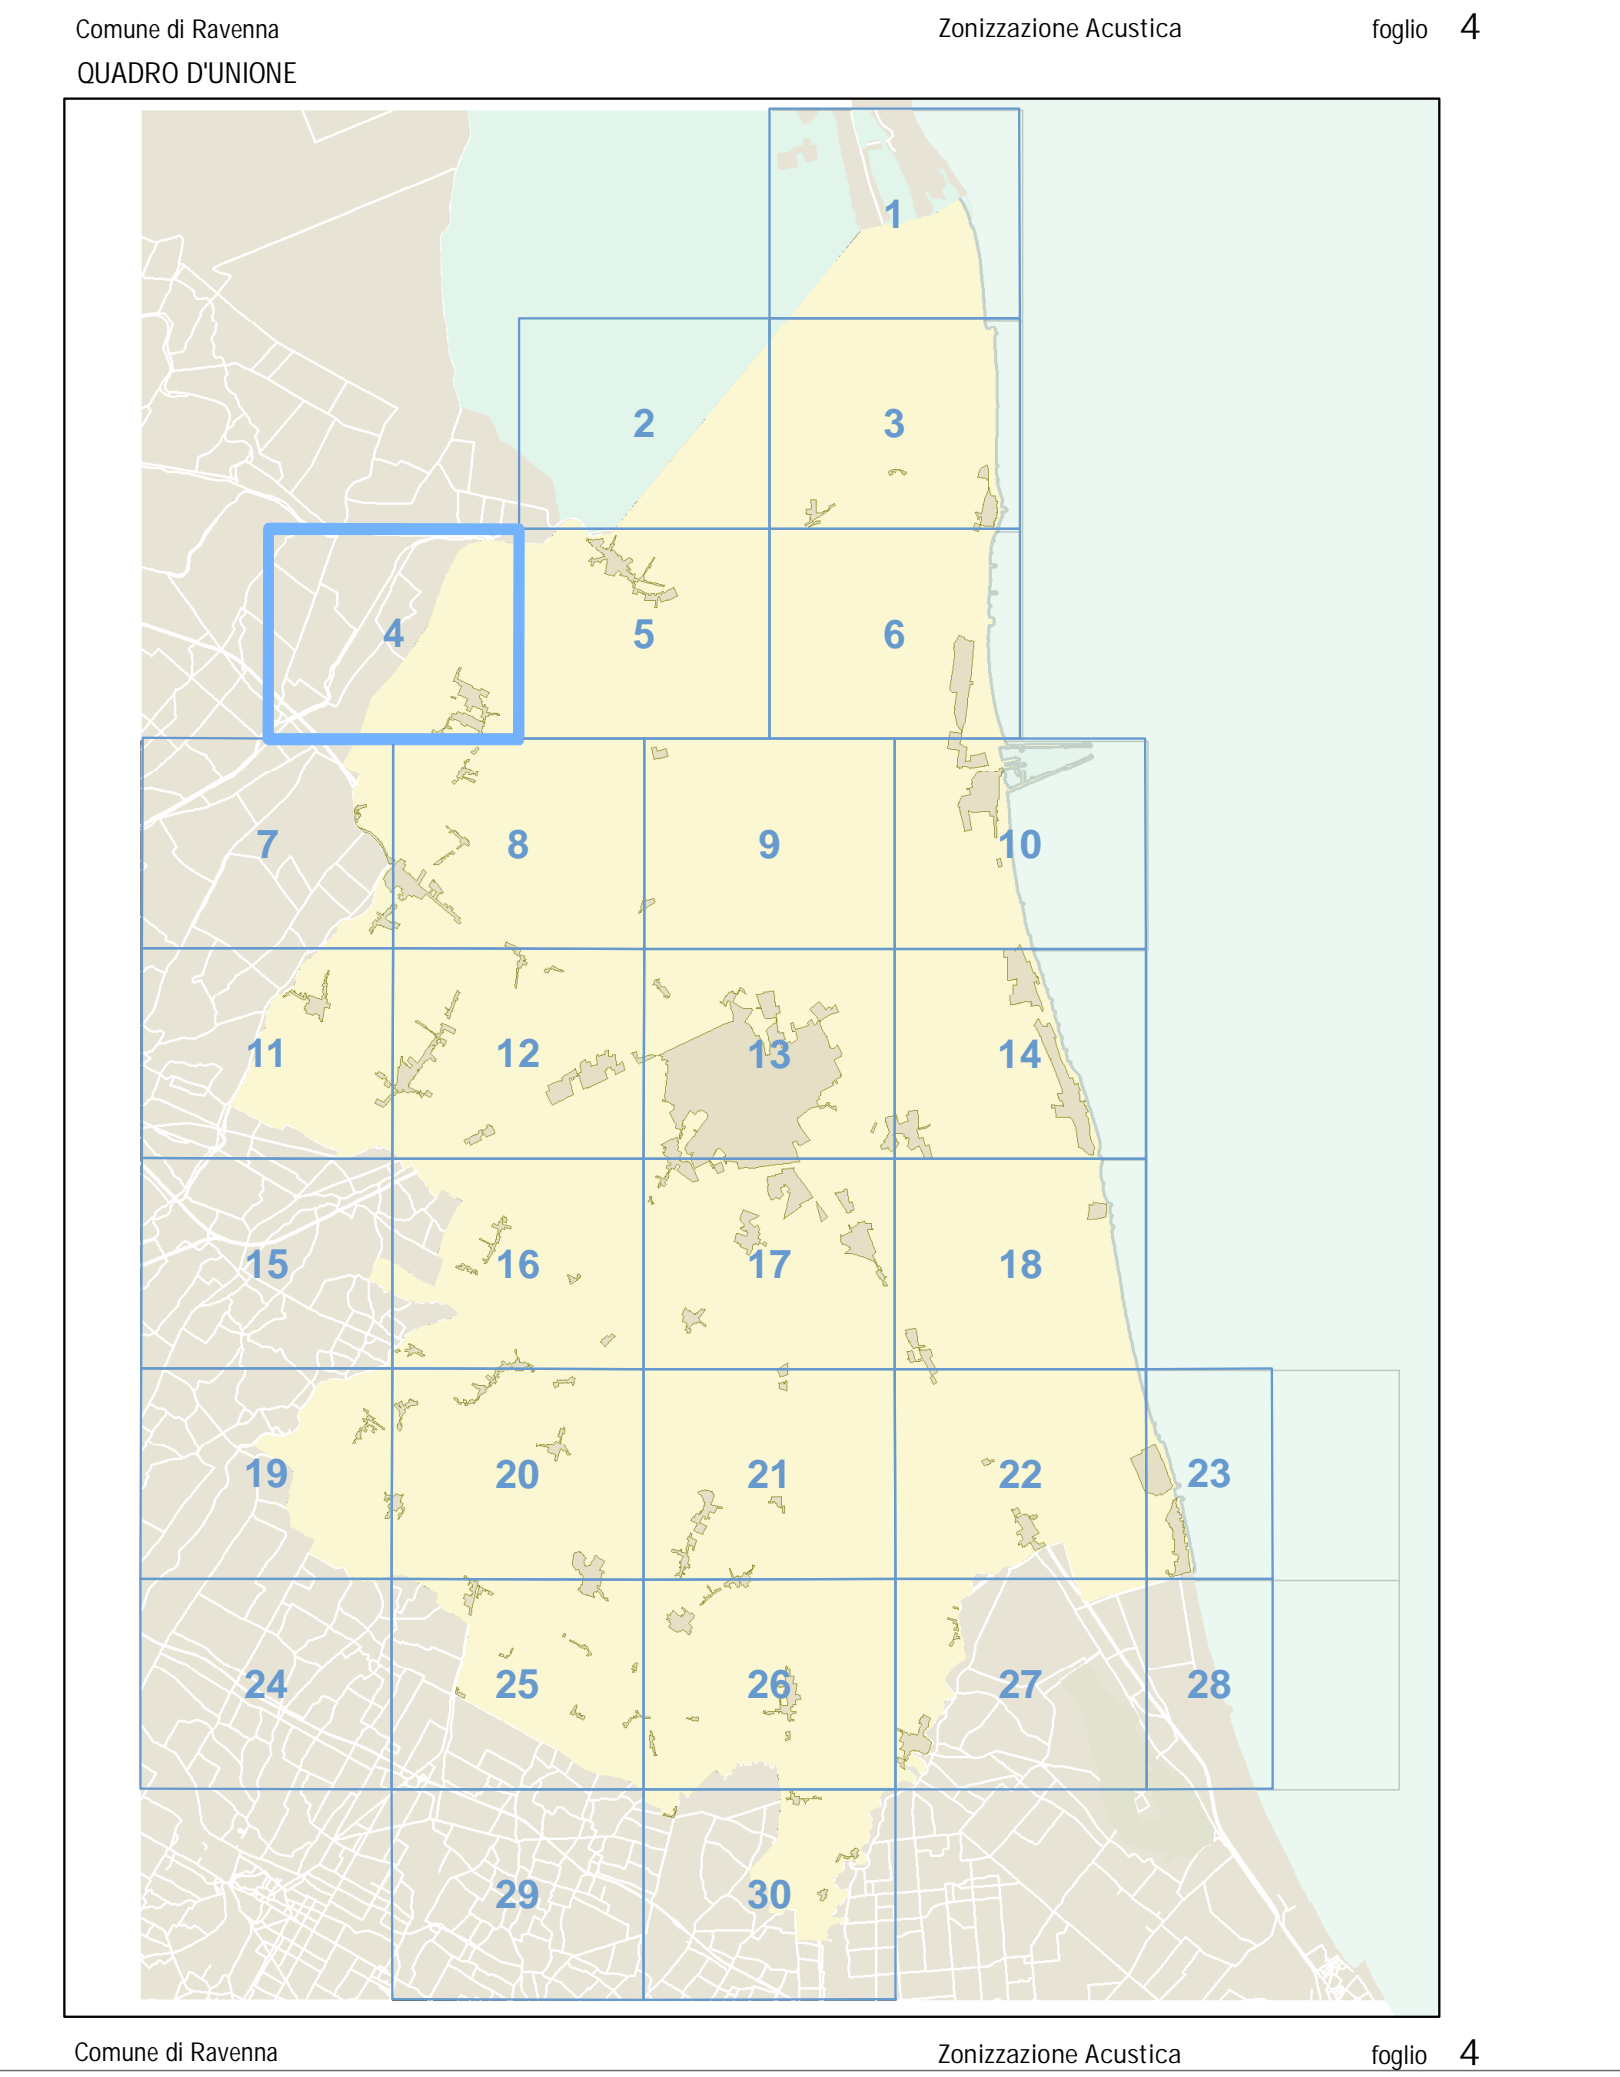 Comune di Ravenna Zonizzazione Acustica foglio 4
QUADRO D'UNIONE
1
2 3
4 5 6
7 8 9 10
11 12 13 14
15 16 17 18
19 20 21 22 23
24 25 26 27 28
29 30
Comune di Ravenna Zonizzazione Acustica foglio 4